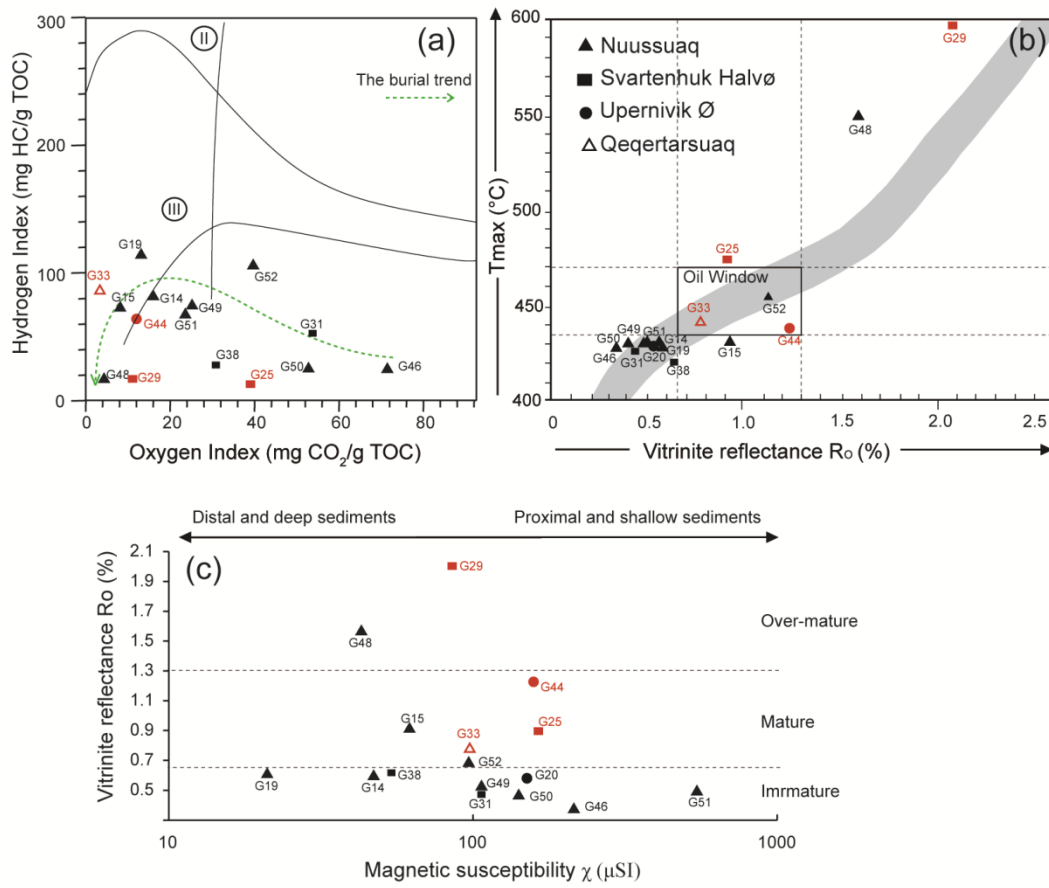 (a)
300
200
100
0
0
20
40
60
80
Hydrogen Index (mg HC/g TOC)
Oxygen Index (mg CO2/g TOC)
II
III
The burial trend
G19
G33
G15
G14
G49
G51
G44
G52
G31
G38
G48
G29
G25
G50
G46
(b)
600
550
500
450
400
0
0.5
1.0
1.5
2.0
2.5
Tmax (°C)
Vitrinite reflectance Ro (%)
Nuussuaq
Svartenhuk Halvø
Upernivik Ø
Qeqertarsuaq
G29
G48
G25
Oil Window
G33
G52
G49
G51
G14
G50
G46
G31
G20
G19
G38
G15
G44
Distal and deep sediments
Proximal and shallow sediments
(c)
2.1
1.9
1.7
1.5
1.3
1.1
0.9
0.7
0.5
Vitrinite reflectance Ro (%)
G29
G48
Over-mature
G44
G15
G25
G33
Mature
G52
G19
G14
G38
G49
G31
G20
G50
G46
G51
Imrmature
10
100
1000
Magnetic susceptibility χ (µSI)